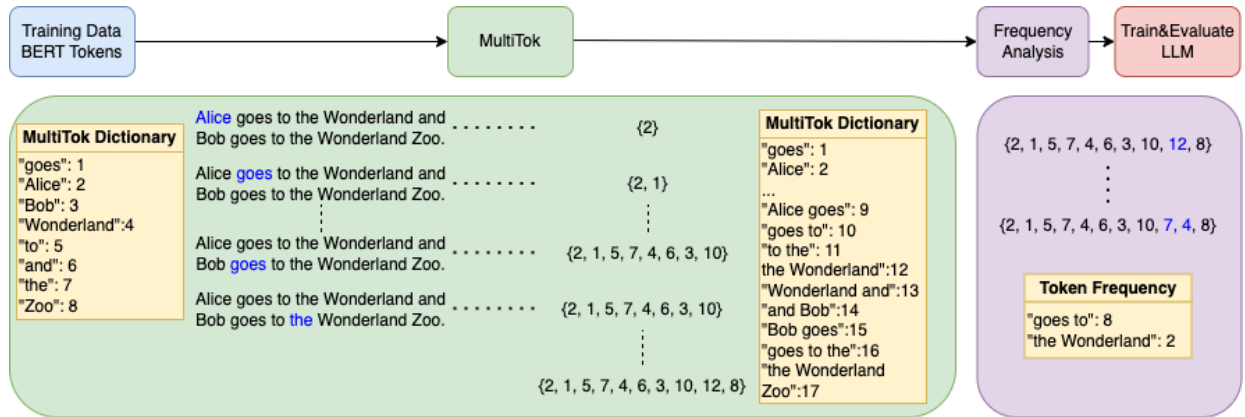 Training Data
BERT Tokens
MultiTok
Frequency
Analysis
Train&Evaluate
LLM
MultiTok Dictionary
"goes": 1
"Alice": 2
"Bob": 3
"Wonderland":4
"to": 5
"and": 6
"the": 7
"Zoo": 8
Alice goes to the Wonderland and
Bob goes to the Wonderland Zoo.
{2}
Alice goes to the Wonderland and
Bob goes to the Wonderland Zoo.
{2, 1}
Alice goes to the Wonderland and
Bob goes to the Wonderland Zoo.
{2, 1, 5, 7, 4, 6, 3, 10}
Alice goes to the Wonderland and
Bob goes to the Wonderland Zoo.
{2, 1, 5, 7, 4, 6, 3, 10}
{2, 1, 5, 7, 4, 6, 3, 10, 12, 8}
MultiTok Dictionary
"goes": 1
"Alice": 2
...
"Alice goes": 9
"goes to": 10
"to the": 11
the Wonderland":12
"Wonderland and":13
"and Bob":14
"Bob goes":15
"goes to the":16
"the Wonderland
Zoo":17
{2, 1, 5, 7, 4, 6, 3, 10, 12, 8}
{2, 1, 5, 7, 4, 6, 3, 10, 7, 4, 8}
Token Frequency
"goes to": 8
"the Wonderland": 2